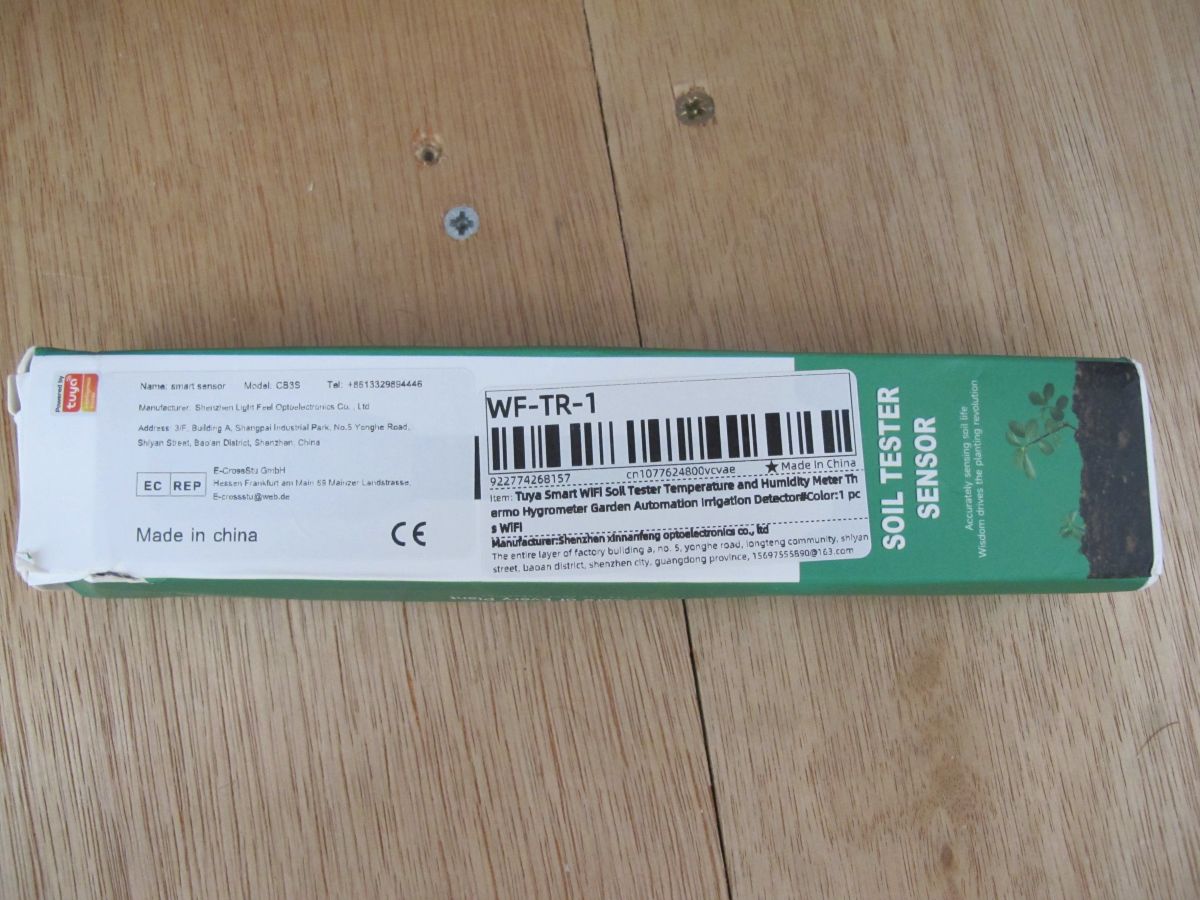 Powered by
tuya
Name: smart sensor Model: CB3S Tel: +8613329894446
Manufacturer: Shenzhen Light Feel Optoelectronics Co., Ltd
Address: 3/F, Building A, Shangpai Industrial Park, No.5 Yonghe Road,
Shiyan Street, Bao'an District, Shenzhen, China
EC REP
E-CrossStu GmbH
Hessen Frankfurt am Main 69 Mainzer Landstrasse,
E-crosstu@web.de
Made in china
CE
WF-TR-1
922774268157
cn1077624800vcvae
★Made In China
Item: Tuya Smart WiFi Soil Tester Temperature and Humidity Meter Th
ermo Hygrometer Garden Automation Irrigation Detector#Color:1 pc
s WiFi
Manufacturer:Shenzhen xinnanfeng optoelectronics co., ltd
The entire layer of factory building a, no. 5, yonghe road, longteng community, shiyan
street, baoan district, shenzhen city, guangdong province, 15697555890@163.com
SOIL TESTER
SENSOR
Accurately sensing soil life
Wisdom drives the planting revolution